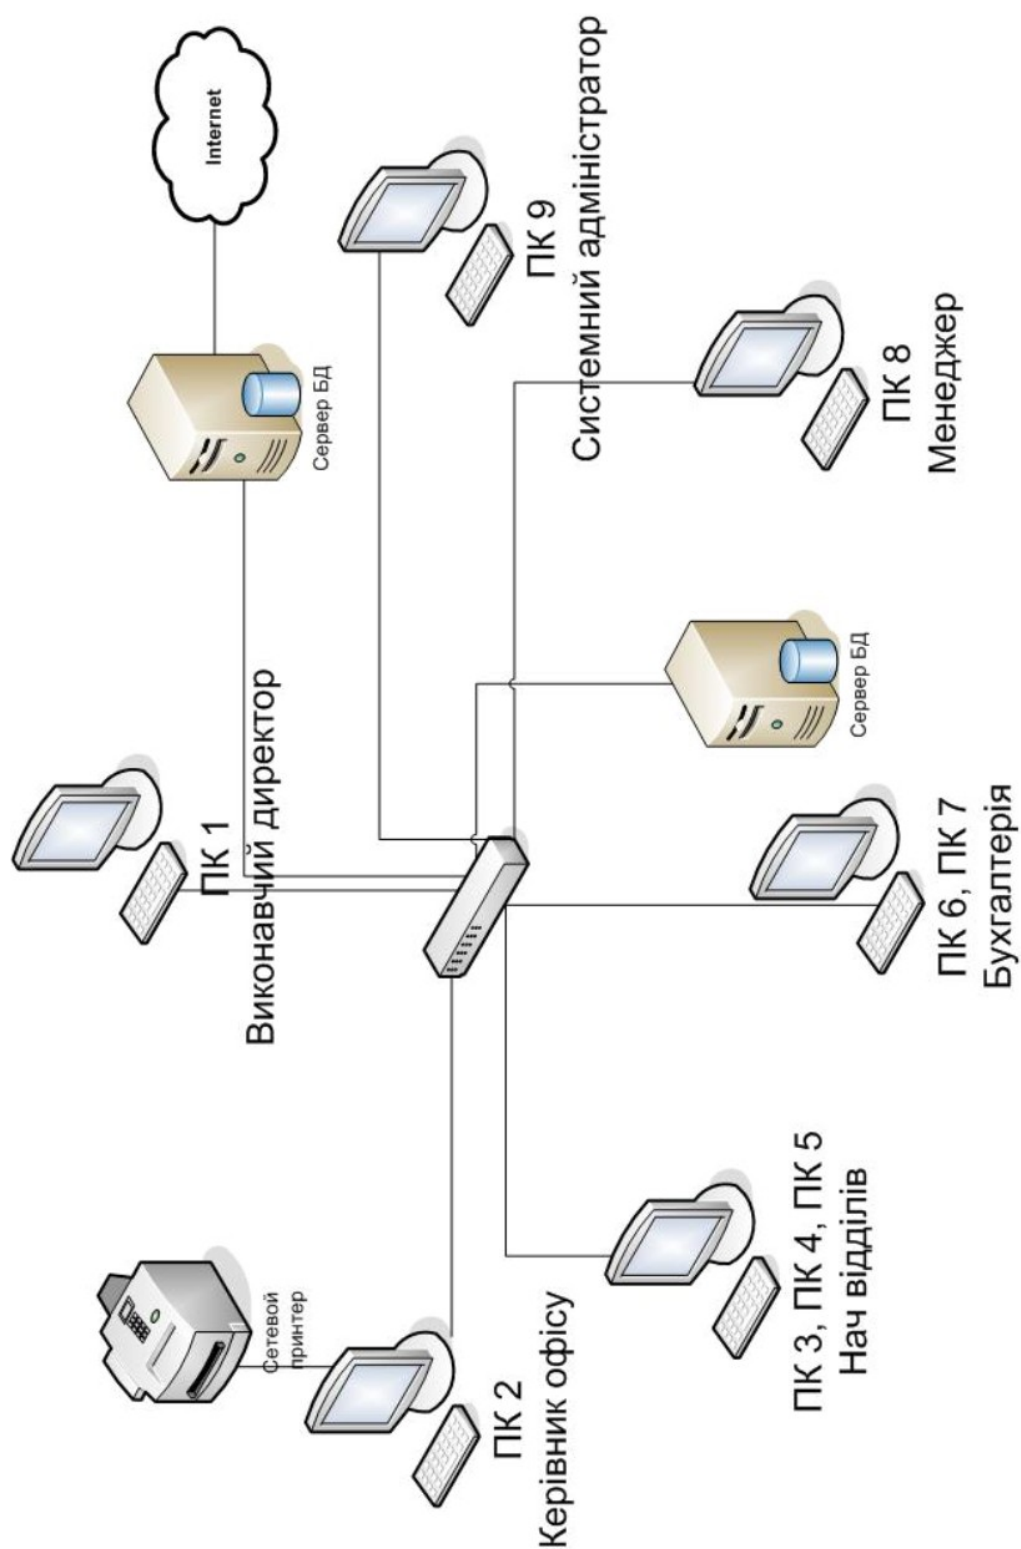 Сетевой
принтер
ПК 2
Керівник офісу
ПК 1
Виконавчий директор
Сервер БД
Internet
ПК 9
Системний адміністратор
ПК 3, ПК 4, ПК 5
Нач відділів
ПК 6, ПК 7
Бухгалтерія
Сервер БД
ПК 8
Менеджер